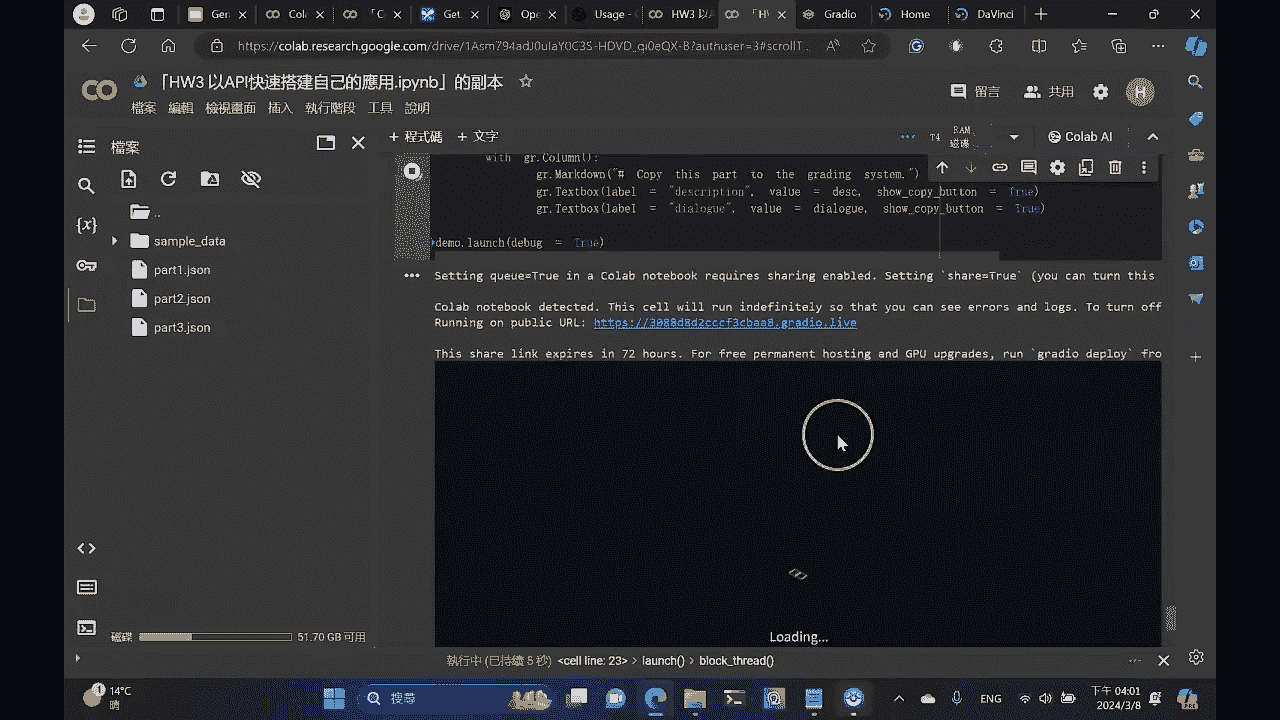 Ger
Col
「C
Get
Ope
Usage -
HW3 以
「HV
Gradio
Home
DaVinci
https://colab.research.google.com/drive/1Asm794adJ0uIaY0C3S-HDVD_qi0eQX-B?authuser=3#scrollT...
「HW3 以API快速搭建自己的應用.ipynb」的副本
檔案 編輯 檢視畫面 插入 執行階段 工具 說明
留言
共用
H
檔案
+ 程式碼 + 文字
T4
RAM
磁碟
Colab AI
..
sample_data
part1.json
part2.json
part3.json
with gr.Column():
gr.Markdown("# Copy this part to the grading system.")
gr.Textbox(label = "description", value = desc, show_copy_button = True)
gr.Textbox(label = "dialogue", value = dialogue, show_copy_button = True)
demo.launch(debug = True)
Setting queue=True in a Colab notebook requires sharing enabled. Setting `share=True` (you can turn this
Colab notebook detected. This cell will run indefinitely so that you can see errors and logs. To turn off
Running on public URL: https://3088d8d2cccf3cbaa8.gradio.live
This share link expires in 72 hours. For free permanent hosting and GPU upgrades, run `gradio deploy` fro
Loading...
磁碟 51.70 GB 可用
執行中 (已持續 5 秒) <cell line: 23> > launch() > block_thread()
1
14°C
晴
搜尋
ENG
下午 04:01
2024/3/8